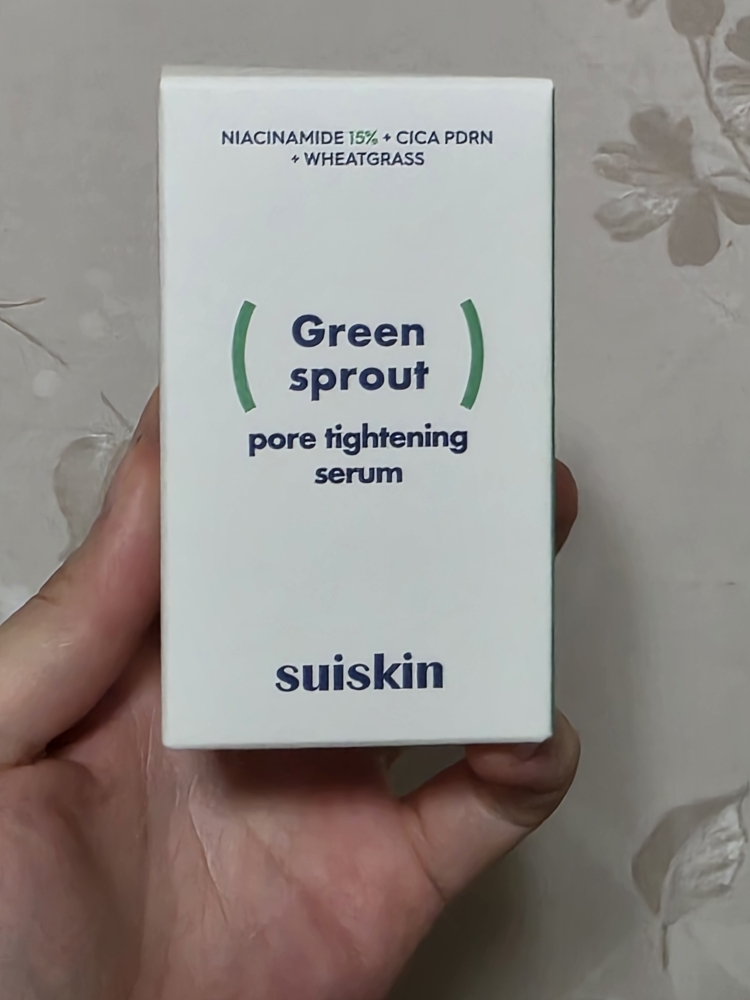 NIACINAMIDE 15% + CICA PDRN
+ WHEATGRASS
Green
sprout
pore tightening
serum
suiskin